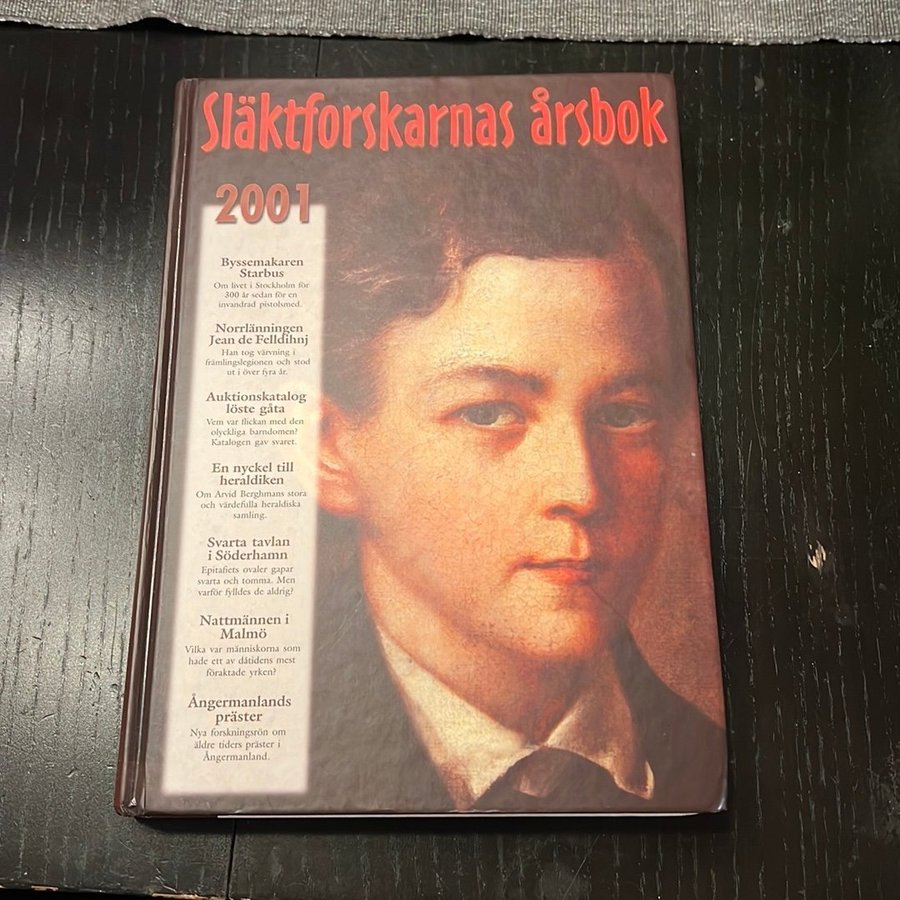 Släktforskarnas årsbok
2001
Byssemakaren
Starbus
Om livet i Stockholm för
300 år sedan för en
invandrad pistolsmed.
Norrlänningen
Jean de Felldihnj
Han tog värvning i
främlingslegionen och stod
ut i över fyra år.
Auktionskatalog
löste gåta
Vem var flickan med den
olyckliga barndomen?
Katalogen gav svaret.
En nyckel till
heraldiken
Om Arvid Berghmans stora
och värdefulla heraldiska
samling.
Svarta tavlan
i Söderhamn
Epitafiets ovaler gapar
svarta och tomma. Men
varför fylldes de aldrig?
Nattmännen i
Malmö
Vilka var människorna som
hade ett av dåtidens mest
föraktade yrken?
Ångermanlands
präster
Nya forskningsrön om
äldre tiders präster i
Ångermanland.